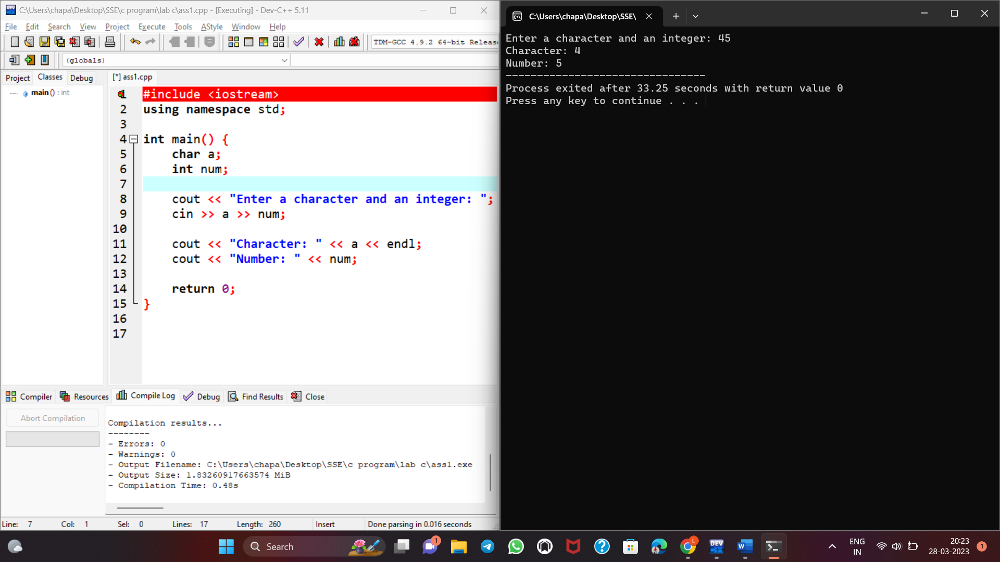 C:\Users\chapa\Desktop\SSE\c program\lab c\ass1.cpp - [Executing] - Dev-C++ 5.11
File Edit Search View Project Execute Tools AStyle Window Help
TDM-GCC 4.9.2 64-bit Release
(globals)
Project Classes Debug
[*] ass1.cpp
main () : int
1 #include <iostream>
2 using namespace std;
3
4 int main() {
5 char a;
6 int num;
7
8 cout << "Enter a character and an integer: ";
9 cin >> a >> num;
10
11 cout << "Character: " << a << endl;
12 cout << "Number: " << num;
13
14 return 0;
15 }
16
17
Compiler Resources Compile Log Debug Find Results Close
Abort Compilation
Compilation results...
--------
- Errors: 0
- Warnings: 0
- Output Filename: C:\Users\chapa\Desktop\SSE\c program\lab c\ass1.exe
- Output Size: 1.83260917663574 MiB
- Compilation Time: 0.48s
Line: 7 Col: 1 Sel: 0 Lines: 17 Length: 260 Insert Done parsing in 0.016 seconds
C:\Users\chapa\Desktop\SSE\
Enter a character and an integer: 45
Character: 4
Number: 5
--------------------------------
Process exited after 33.25 seconds with return value 0
Press any key to continue . . .
Search
1
L
DEV C++
W
ENG
IN
20:23
28-03-2023
1